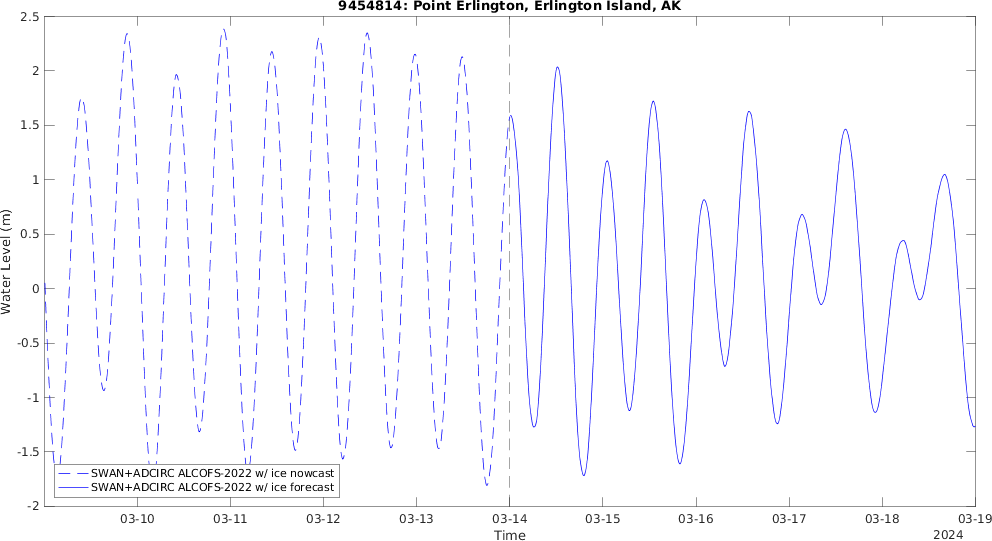 9454814: Point Erlington, Erlington Island, AK
2.5
2
1.5
1
0.5
0
-0.5
-1
-1.5
-2
Water Level (m)
SWAN+ADCIRC ALCOFS-2022 w/ ice nowcast
SWAN+ADCIRC ALCOFS-2022 w/ ice forecast
03-10 03-11 03-12 03-13 03-14 03-15 03-16 03-17 03-18 03-19
Time
2024